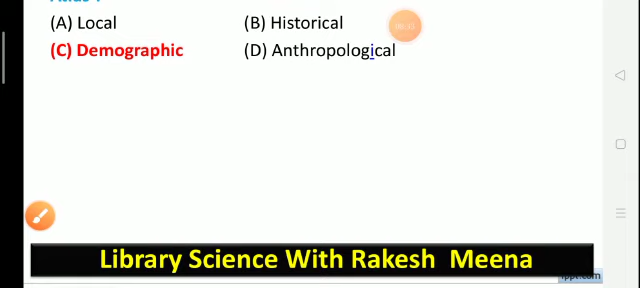 (A) Local (B) Historical
(C) Demographic (D) Anthropological
Library Science With Rakesh Meena